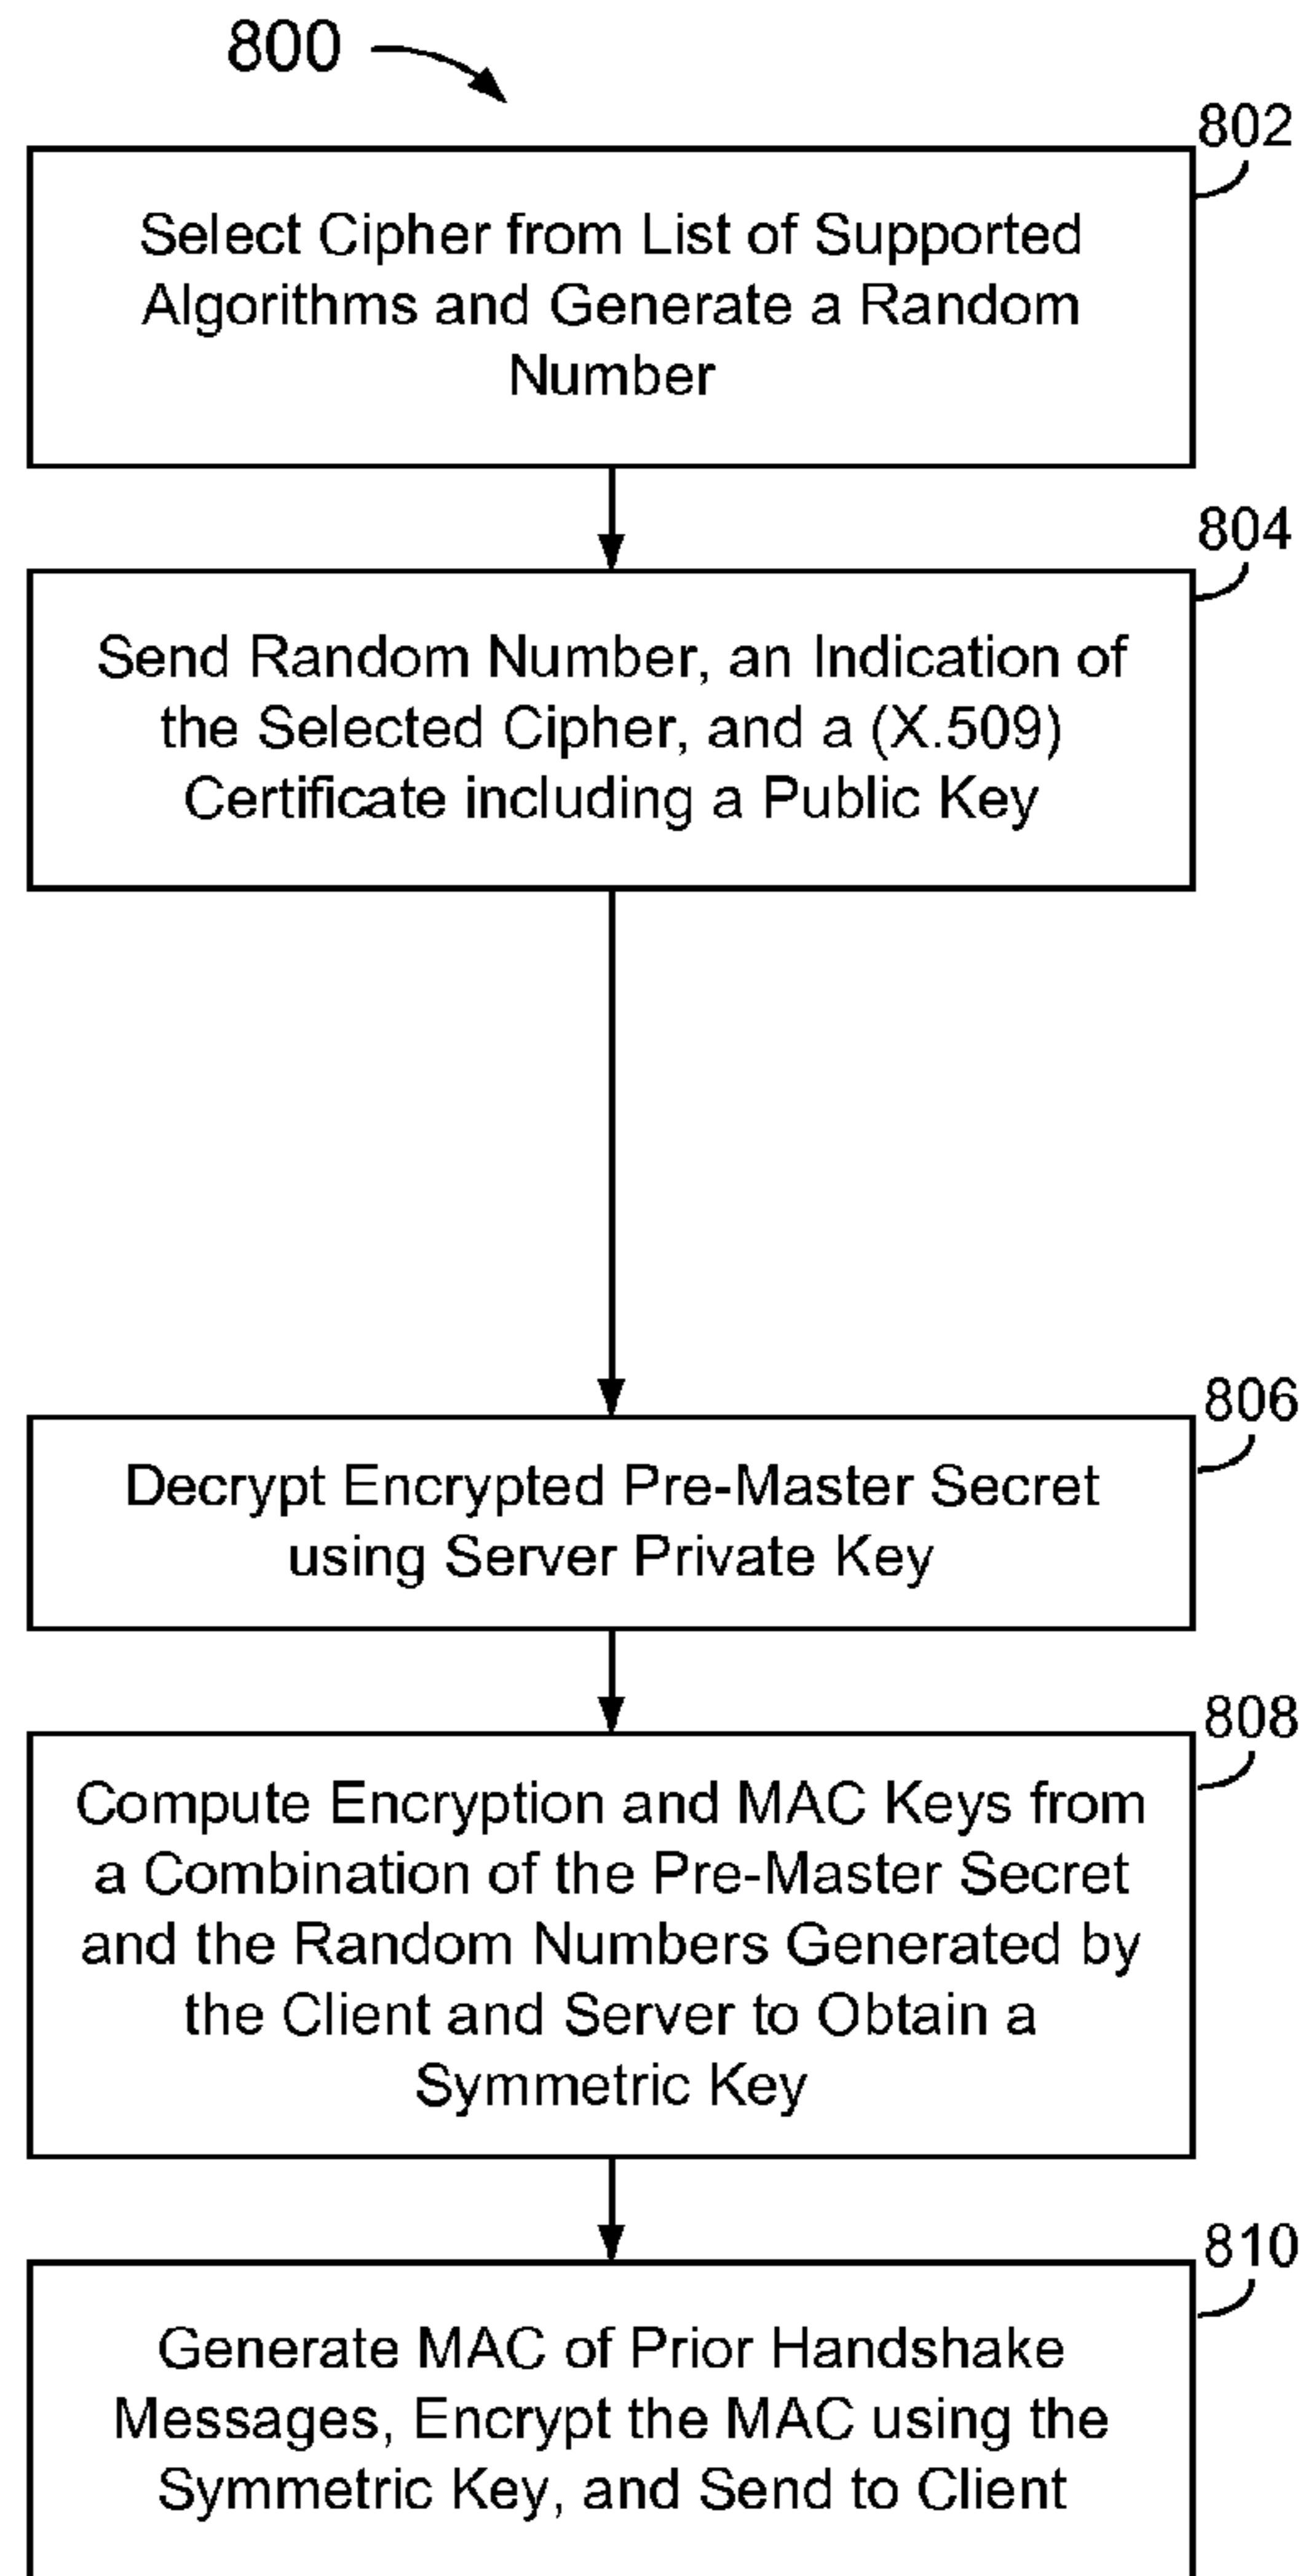 800
802
Select Cipher from List of Supported
Algorithms and Generate a Random
Number
804
Send Random Number, an Indication of
the Selected Cipher, and a (X.509)
Certificate including a Public Key
806
Decrypt Encrypted Pre-Master Secret
using Server Private Key
808
Compute Encryption and MAC Keys from
a Combination of the Pre-Master Secret
and the Random Numbers Generated by
the Client and Server to Obtain a
Symmetric Key
810
Generate MAC of Prior Handshake
Messages, Encrypt the MAC using the
Symmetric Key, and Send to Client